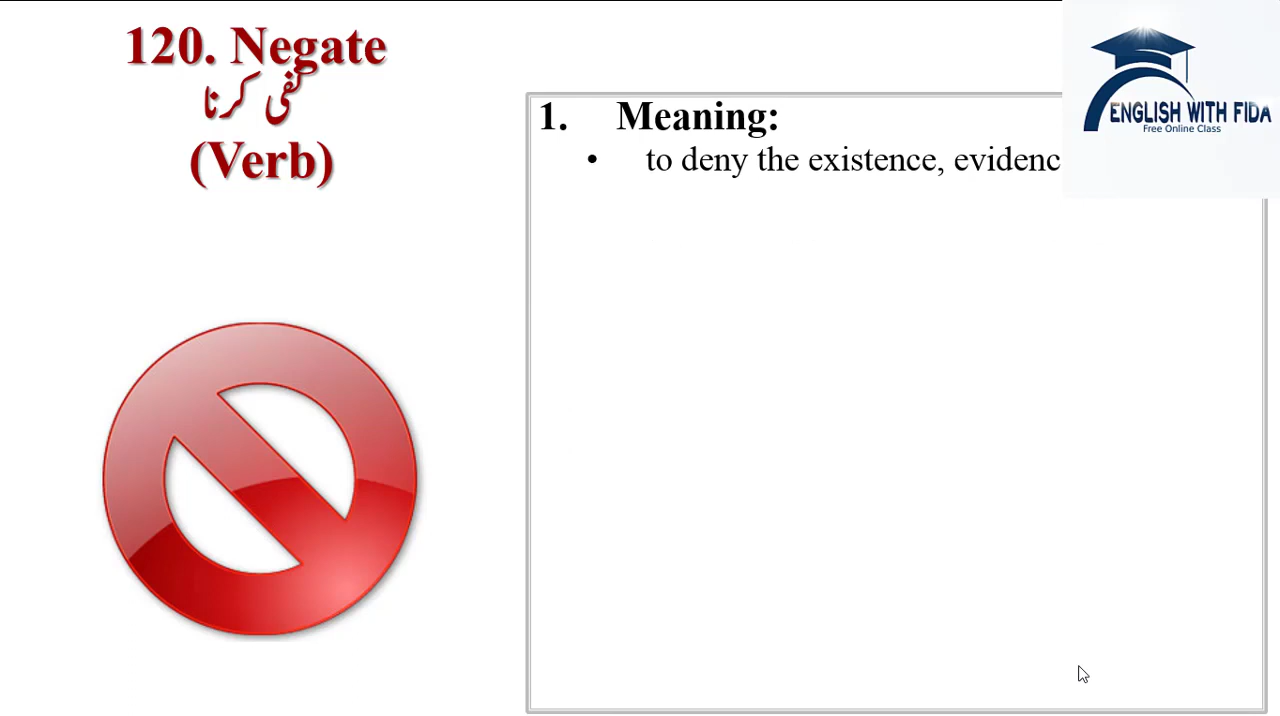 120. Negate
نفی کرنا
(Verb)
1. Meaning:
• to deny the existence, evidenc
ENGLISH WITH FIDA
Free Online Class